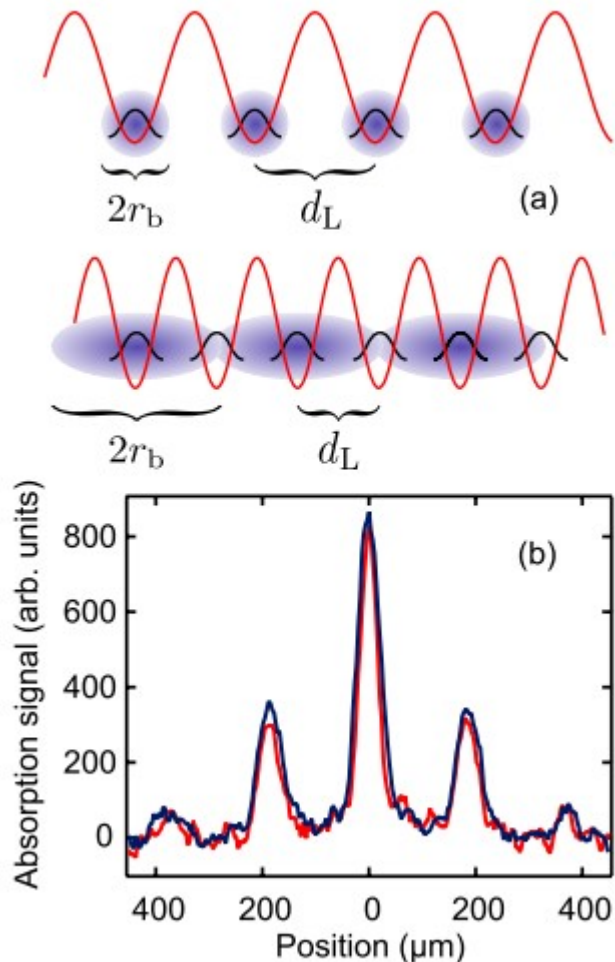 2r_b d_L (a)
2r_b d_L
(b)
800
600
400
200
0
Absorption signal (arb. units)
400 200 0 200 400
Position (µm)